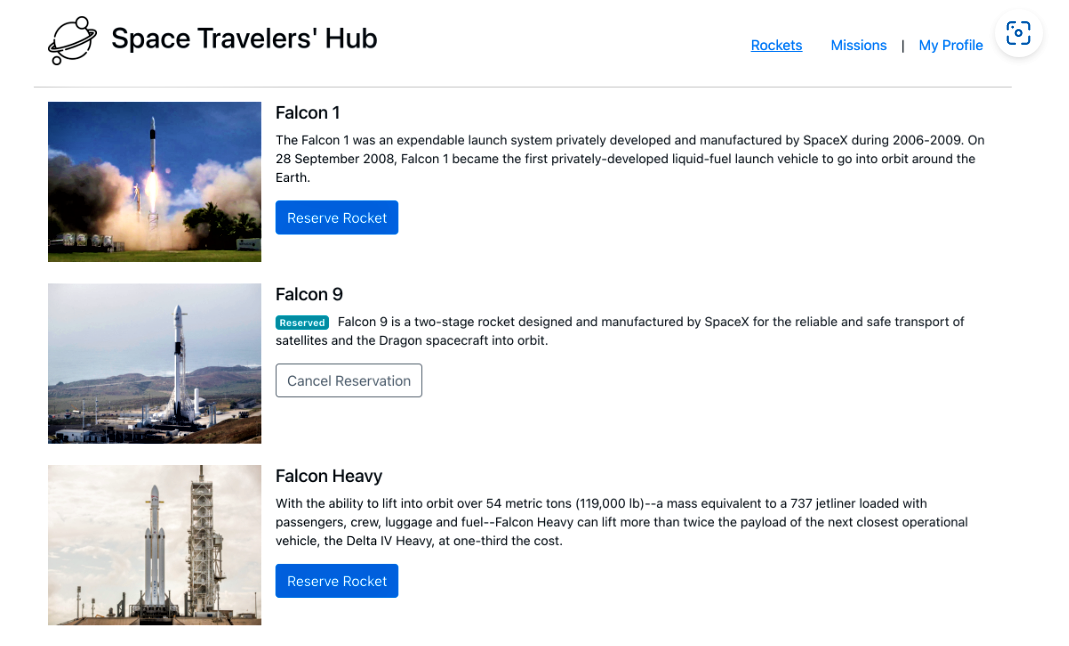 Space Travelers' Hub
Rockets Missions | My Profile
Falcon 1
The Falcon 1 was an expendable launch system privately developed and manufactured by SpaceX during 2006-2009. On
28 September 2008, Falcon 1 became the first privately-developed liquid-fuel launch vehicle to go into orbit around the
Earth.
Reserve Rocket
Falcon 9
Reserved Falcon 9 is a two-stage rocket designed and manufactured by SpaceX for the reliable and safe transport of
satellites and the Dragon spacecraft into orbit.
Cancel Reservation
Falcon Heavy
With the ability to lift into orbit over 54 metric tons (119,000 lb)--a mass equivalent to a 737 jetliner loaded with
passengers, crew, luggage and fuel--Falcon Heavy can lift more than twice the payload of the next closest operational
vehicle, the Delta IV Heavy, at one-third the cost.
Reserve Rocket